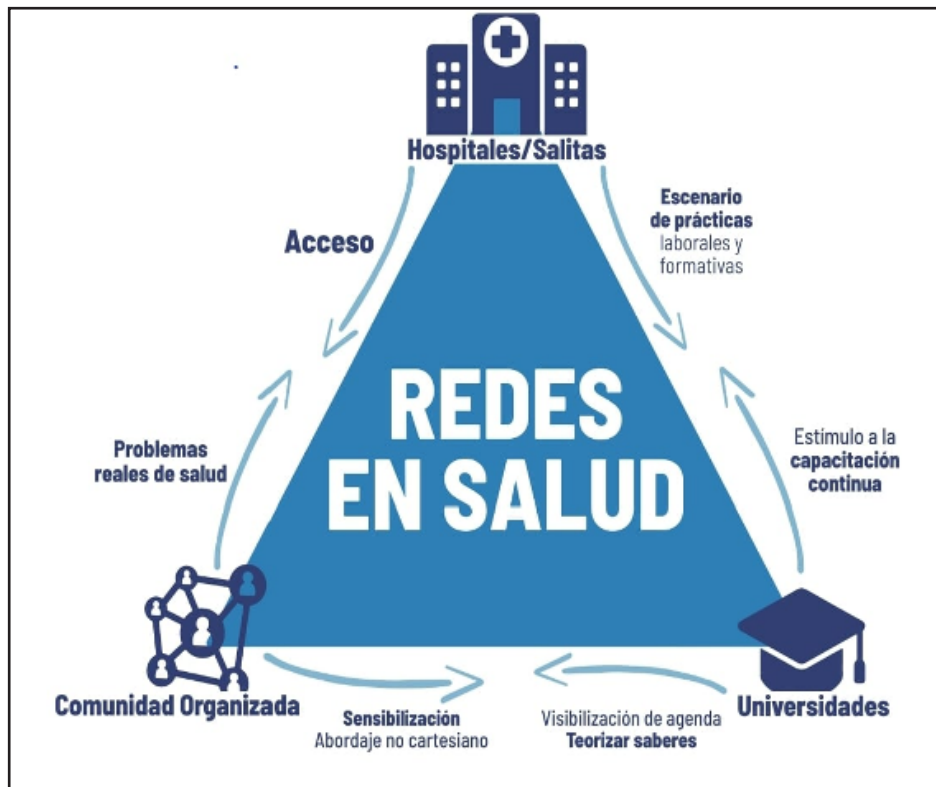 Hospitales/Salitas
Acceso
Escenario
de prácticas
laborales y
formativas
REDES
EN SALUD
Problemas
reales de salud
Estímulo a la
capacitación
continua
Comunidad Organizada
Sensibilización
Abordaje no cartesiano
Visibilización de agenda
Teorizar saberes
Universidades